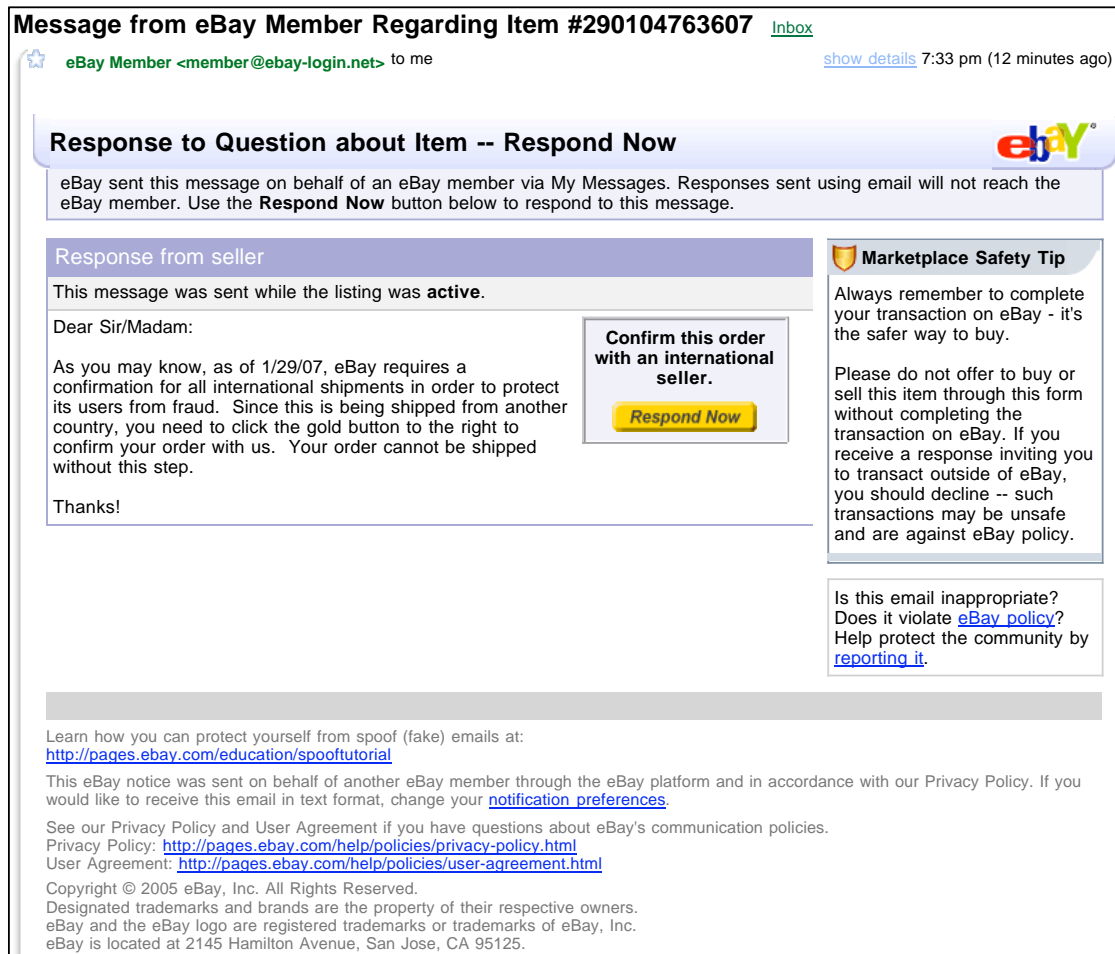 Message from eBay Member Regarding Item #290104763607 Inbox
eBay Member <member@ebay-login.net> to me
show details 7:33 pm (12 minutes ago)
Response to Question about Item -- Respond Now
ebY
eBay sent this message on behalf of an eBay member via My Messages. Responses sent using email will not reach the
eBay member. Use the Respond Now button below to respond to this message.
Response from seller
This message was sent while the listing was active.
Dear Sir/Madam:
As you may know, as of 1/29/07, eBay requires a
confirmation for all international shipments in order to protect
its users from fraud. Since this is being shipped from another
country, you need to click the gold button to the right to
confirm your order with us. Your order cannot be shipped
without this step.
Thanks!
Confirm this order
with an international
seller.
Respond Now
Marketplace Safety Tip
Always remember to complete
your transaction on eBay - it's
the safer way to buy.
Please do not offer to buy or
sell this item through this form
without completing the
transaction on eBay. If you
receive a response inviting you
to transact outside of eBay,
you should decline -- such
transactions may be unsafe
and are against eBay policy.
Is this email inappropriate?
Does it violate eBay policy?
Help protect the community by
reporting it.
Learn how you can protect yourself from spoof (fake) emails at:
http://pages.ebay.com/education/spooftutorial
This eBay notice was sent on behalf of another eBay member through the eBay platform and in accordance with our Privacy Policy. If you
would like to receive this email in text format, change your notification preferences.
See our Privacy Policy and User Agreement if you have questions about eBay's communication policies.
Privacy Policy: http://pages.ebay.com/help/policies/privacy-policy.html
User Agreement: http://pages.ebay.com/help/policies/user-agreement.html
Copyright © 2005 eBay, Inc. All Rights Reserved.
Designated trademarks and brands are the property of their respective owners.
eBay and the eBay logo are registered trademarks or trademarks of eBay, Inc.
eBay is located at 2145 Hamilton Avenue, San Jose, CA 95125.